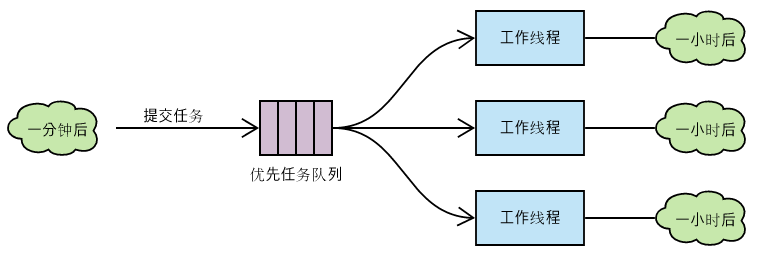 工作线程
一小时后
一分钟后
提交任务
优先任务队列
工作线程
一小时后
工作线程
一小时后